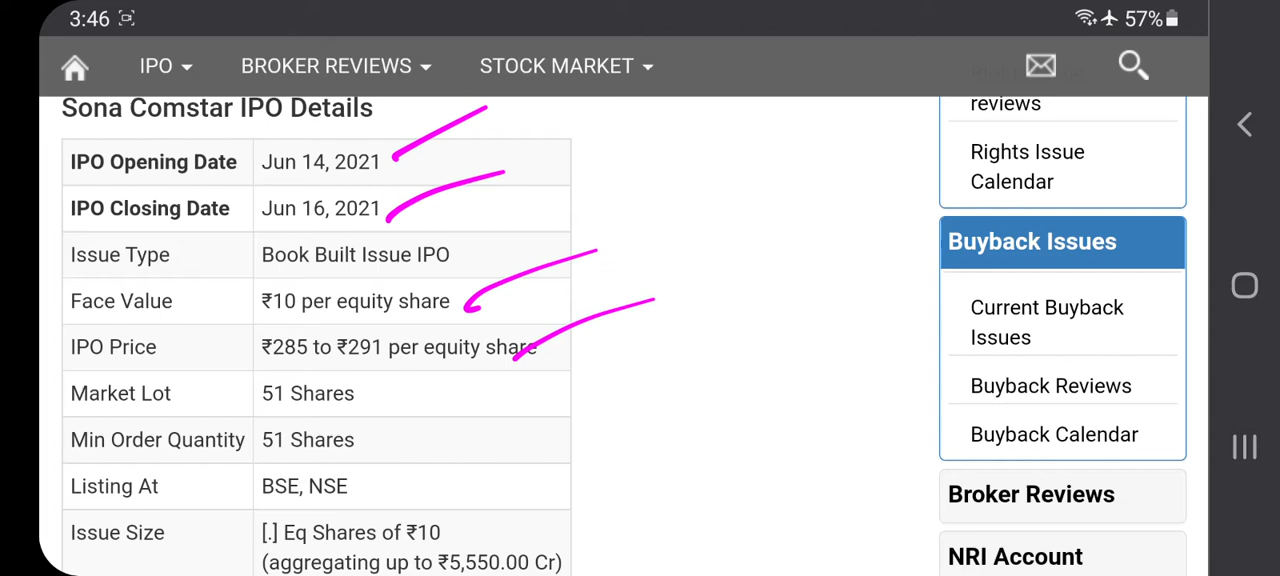 3:46
57%
IPO
BROKER REVIEWS
STOCK MARKET
Sona Comstar IPO Details
IPO Opening Date Jun 14, 2021
IPO Closing Date Jun 16, 2021
Issue Type Book Built Issue IPO
Face Value ₹10 per equity share
IPO Price ₹285 to ₹291 per equity share
Market Lot 51 Shares
Min Order Quantity 51 Shares
Listing At BSE, NSE
Issue Size [.] Eq Shares of ₹10
(aggregating up to ₹5,550.00 Cr)
reviews
Rights Issue
Calendar
Buyback Issues
Current Buyback
Issues
Buyback Reviews
Buyback Calendar
Broker Reviews
NRI Account